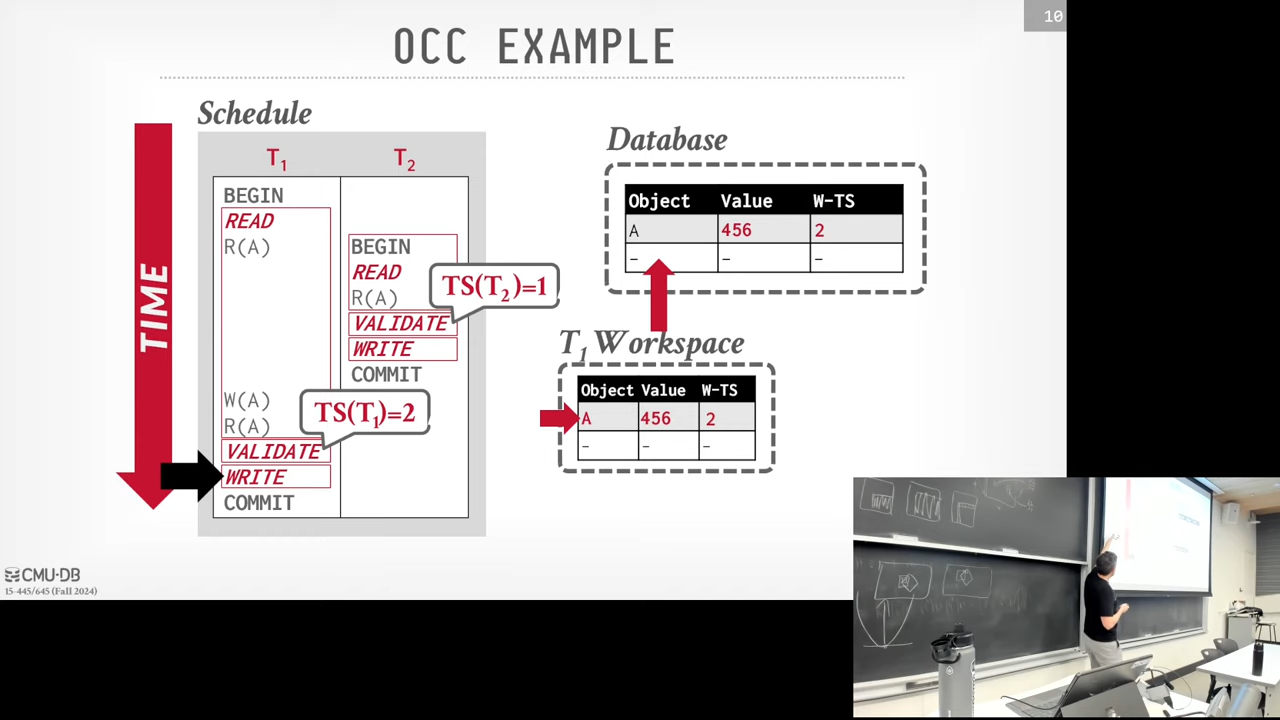 10
OCC EXAMPLE
Schedule
T1 T2
TIME
BEGIN
READ
R(A)
W(A)
R(A)
VALIDATE
WRITE
COMMIT
BEGIN
READ
R(A)
VALIDATE
WRITE
COMMIT
TS(T2)=1
TS(T1)=2
Database
Object Value W-TS
A 456 2
- - -
T1 Workspace
Object Value W-TS
A 456 2
- - -
CMU·DB
15-445/645 (Fall 2024)